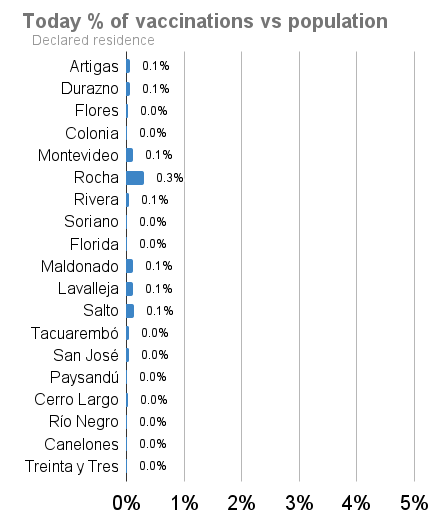 Today % of vaccinations vs population
Declared residence
Artigas 0.1%
Durazno 0.1%
Flores 0.0%
Colonia 0.0%
Montevideo 0.1%
Rocha 0.3%
Rivera 0.1%
Soriano 0.0%
Florida 0.0%
Maldonado 0.1%
Lavalleja 0.1%
Salto 0.1%
Tacuarembó 0.0%
San José 0.0%
Paysandú 0.0%
Cerro Largo 0.0%
Río Negro 0.0%
Canelones 0.0%
Treinta y Tres 0.0%
0% 1% 2% 3% 4% 5%